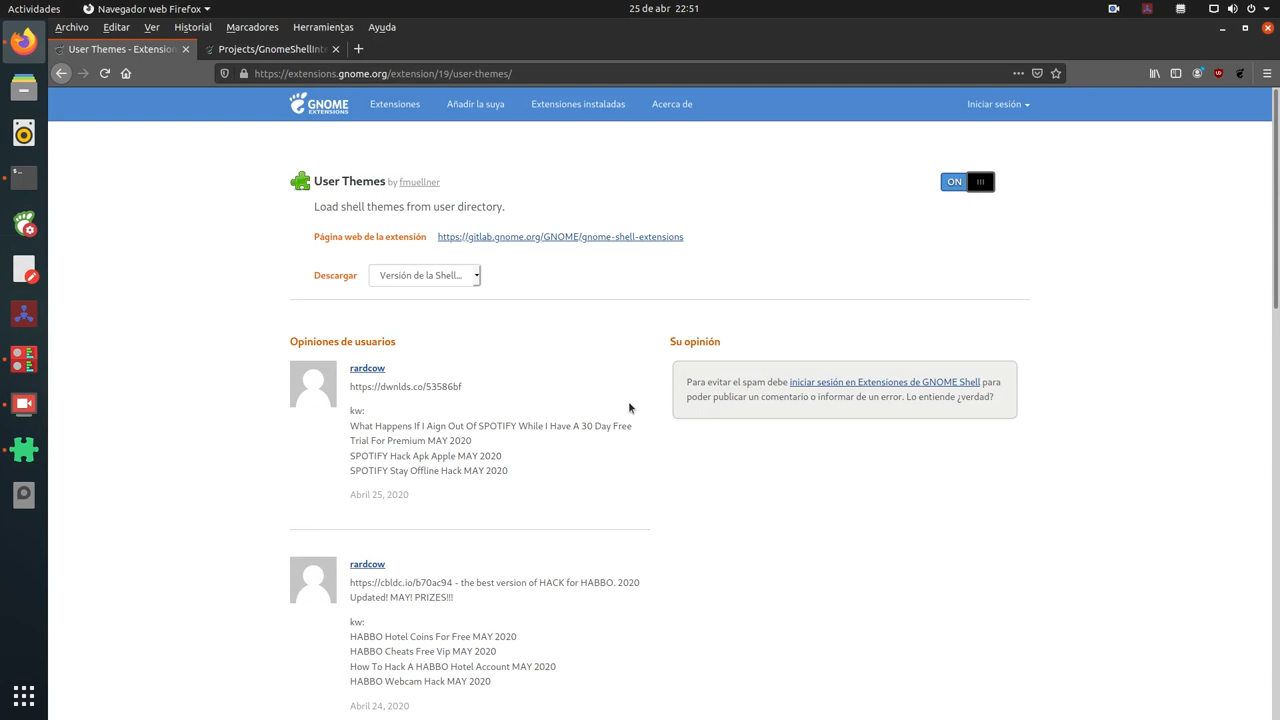 Actividades
Navegador web Firefox
25 de abr 22:51
Archivo Editar Ver Historial Marcadores Herramientas Ayuda
User Themes - Extension
Projects/GnomeShellInte
https://extensions.gnome.org/extension/19/user-themes/
GNOME
EXTENSIONS
Extensiones
Añadir la suya
Extensiones instaladas
Acerca de
Iniciar sesión
User Themes by fmuellner
ON
Load shell themes from user directory.
Página web de la extensión https://gitlab.gnome.org/GNOME/gnome-shell-extensions
Descargar Versión de la Shell...
Opiniones de usuarios
rardcow
https://dwnlds.co/53586bf
kw:
What Happens If I Aign Out Of SPOTIFY While I Have A 30 Day Free
Trial For Premium MAY 2020
SPOTIFY Hack Apk Apple MAY 2020
SPOTIFY Stay Offline Hack MAY 2020
Abril 25, 2020
rardcow
https://cbldc.io/b70ac94 - the best version of HACK for HABBO. 2020
Updated! MAY! PRIZES!!!
kw:
HABBO Hotel Coins For Free MAY 2020
HABBO Cheats Free Vip MAY 2020
How To Hack A HABBO Hotel Account MAY 2020
HABBO Webcam Hack MAY 2020
Abril 24, 2020
Su opinión
Para evitar el spam debe iniciar sesión en Extensiones de GNOME Shell para
poder publicar un comentario o informar de un error. Lo entiende ¿verdad?